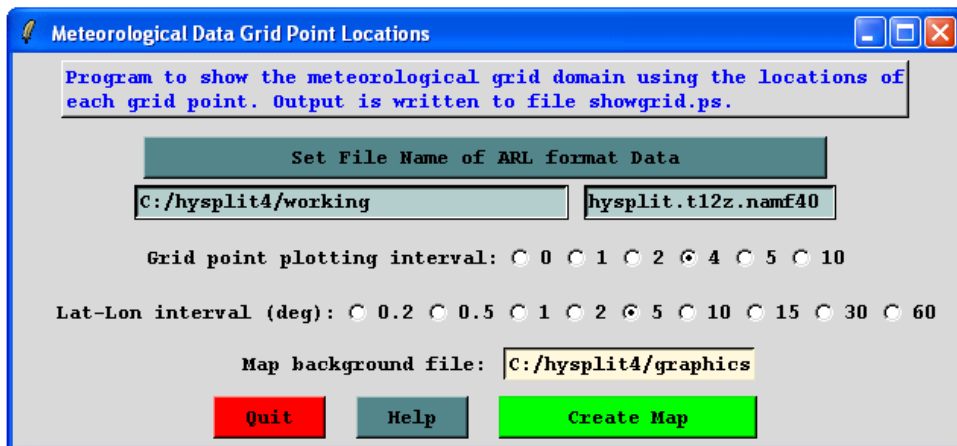 Meteorological Data Grid Point Locations
Program to show the meteorological grid domain using the locations of
each grid point. Output is written to file showgrid.ps.
Set File Name of ARL format Data
C:/hysplit4/working hysplit.t12z.namf40
Grid point plotting interval: 0 1 2 4 5 10
Lat-Lon interval (deg): 0.2 0.5 1 2 5 10 15 30 60
Map background file: C:/hysplit4/graphics
Quit Help Create Map